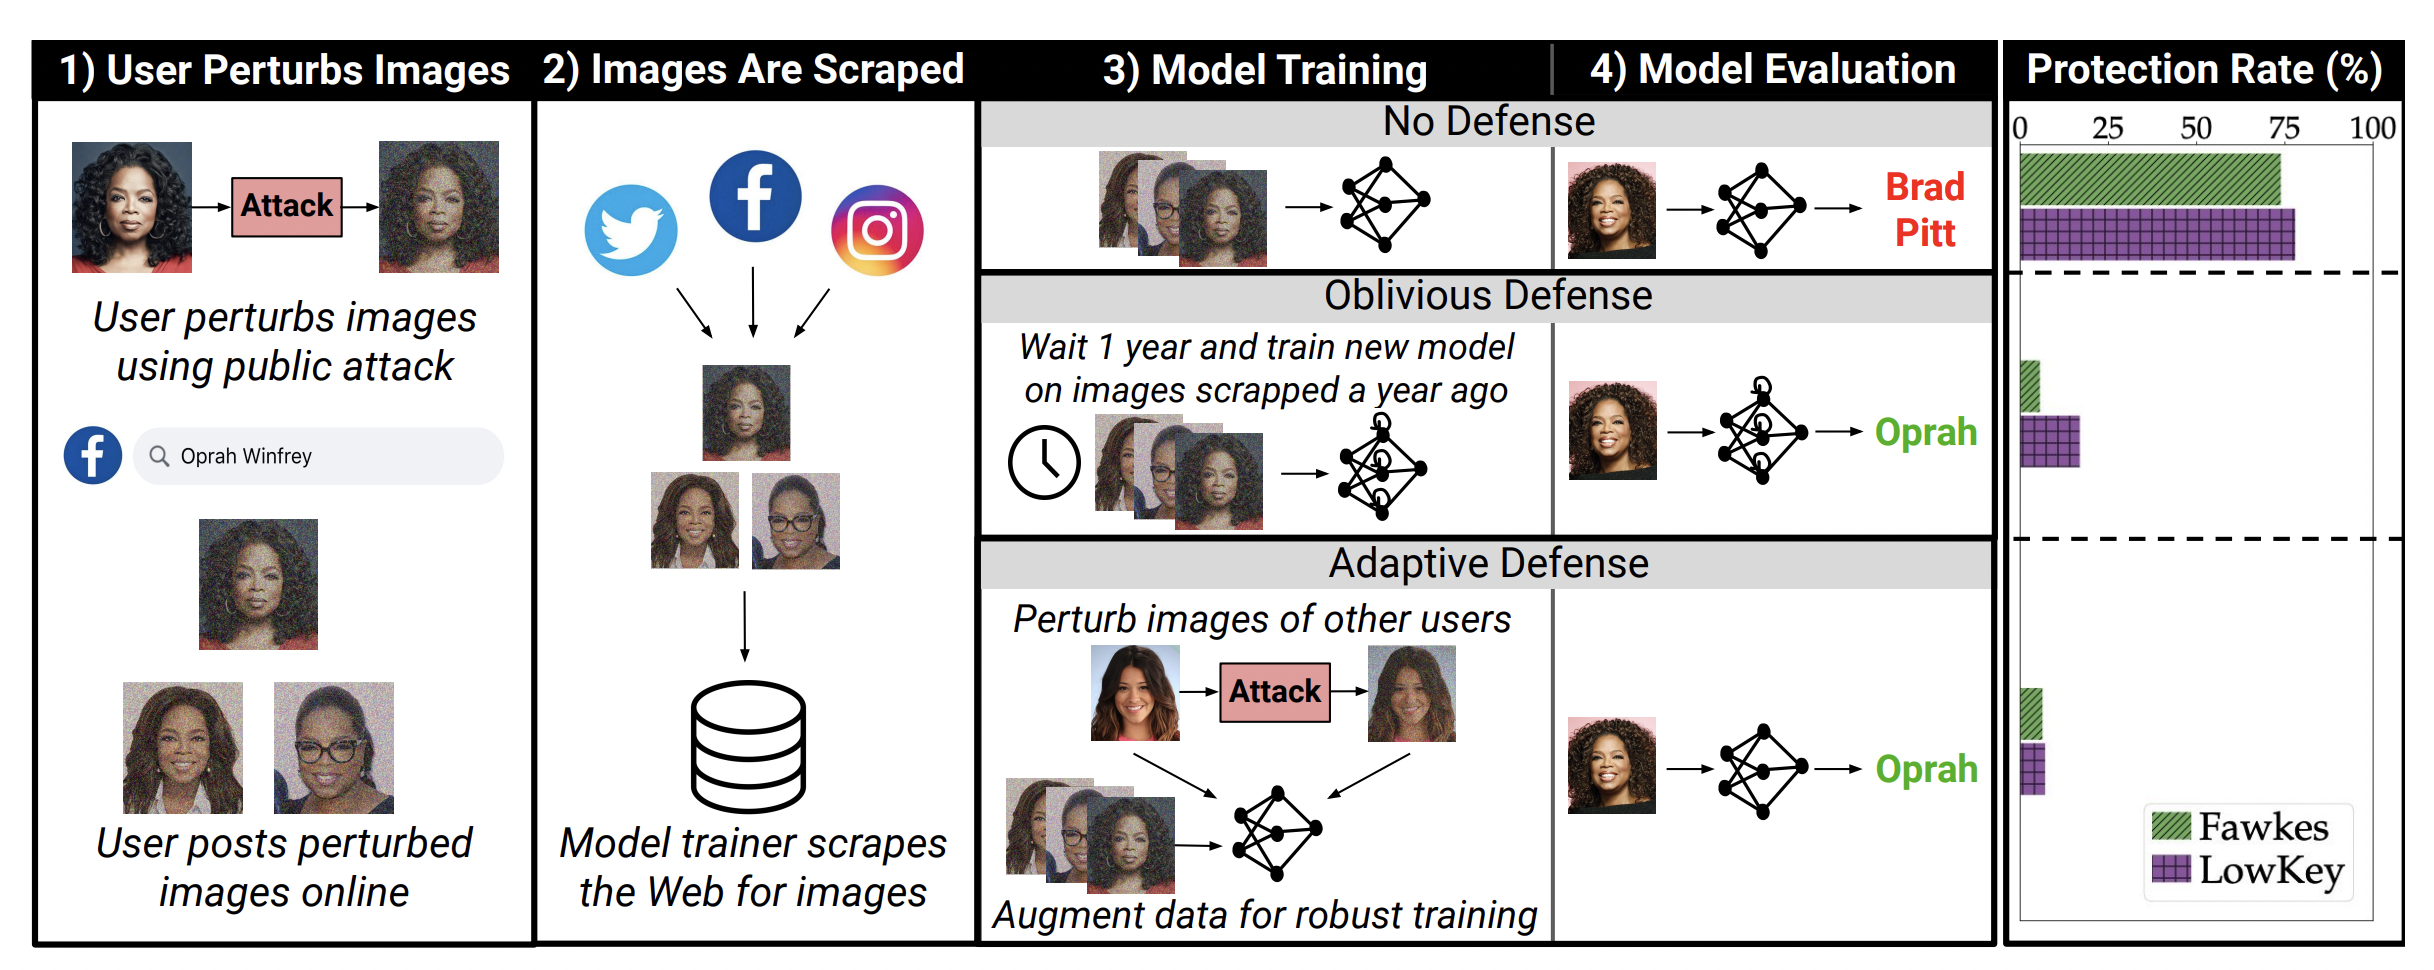 1) User Perturbs Images
2) Images Are Scraped
3) Model Training
4) Model Evaluation
Protection Rate (%)
Attack
User perturbs images
using public attack
Oprah Winfrey
User posts perturbed
images online
Model trainer scrapes
the Web for images
No Defense
Brad
Pitt
Oblivious Defense
Wait 1 year and train new model
on images scrapped a year ago
Oprah
Adaptive Defense
Perturb images of other users
Attack
Augment data for robust training
Oprah
0 25 50 75 100
Fawkes
LowKey